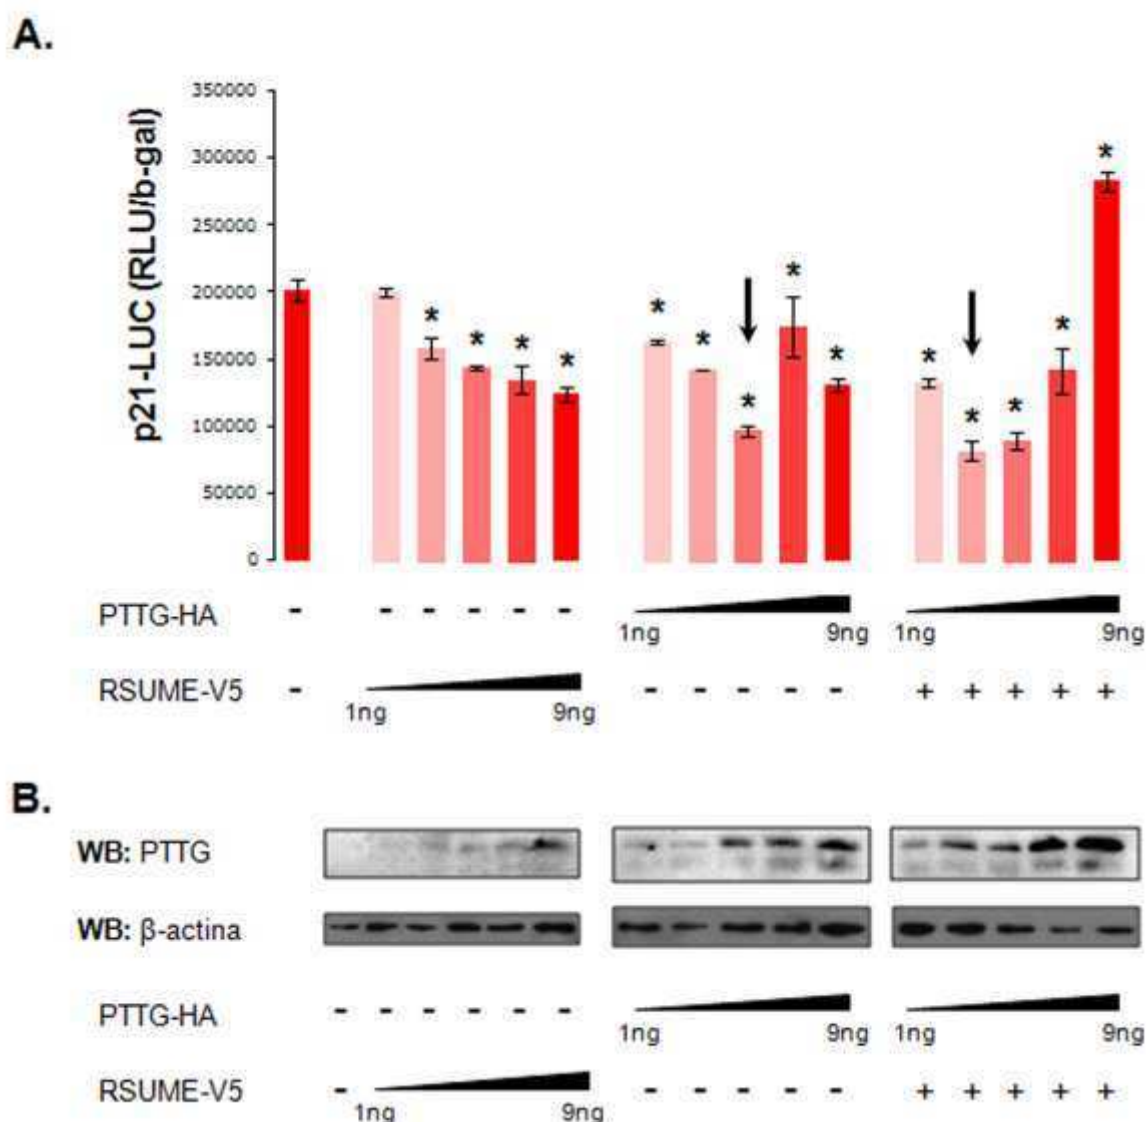 A.
p21-LUC (RLU/b-gal)
350000
300000
250000
200000
150000
100000
50000
0
* * * *
* * * * *
* * * * *
PTTG-HA - - - - - - 1ng 9ng 1ng 9ng
RSUME-V5 - 1ng 9ng - - - - - + + + + +
B.
WB: PTTG
WB: β-actina
PTTG-HA - - - - - - 1ng 9ng 1ng 9ng
RSUME-V5 - 1ng 9ng - - - - - + + + + +